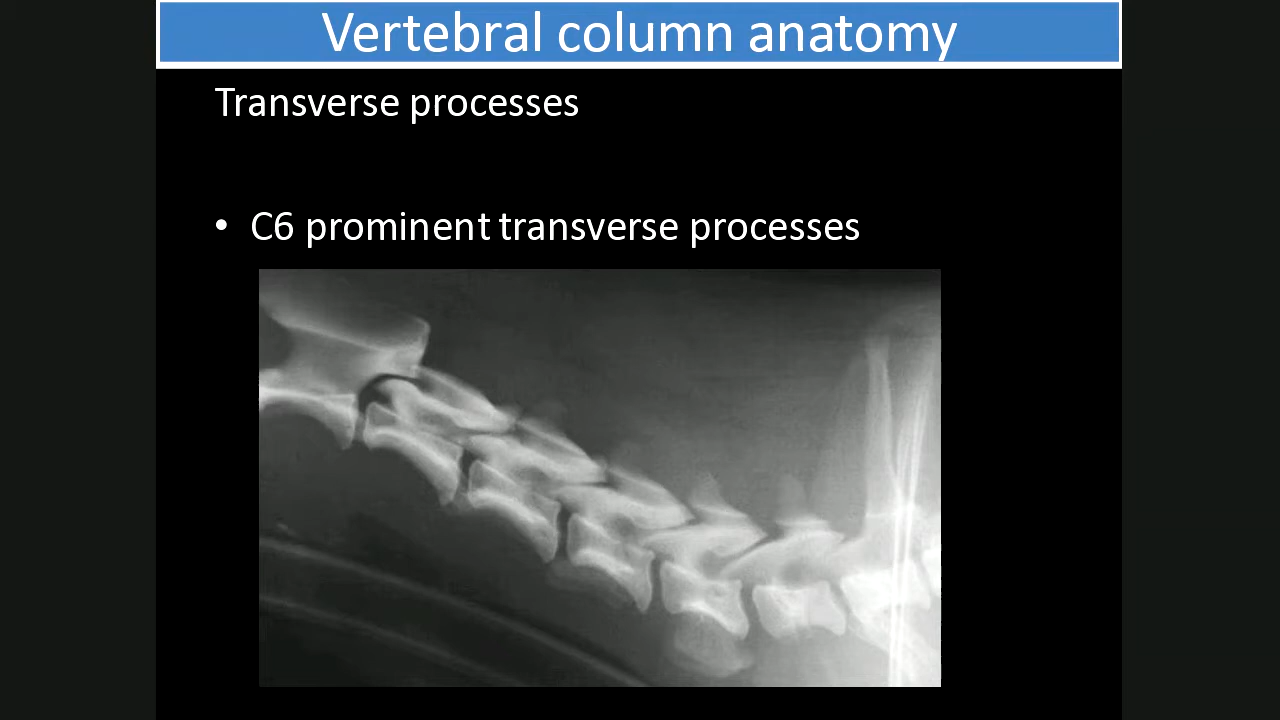 Vertebral column anatomy
Transverse processes
• C6 prominent transverse processes